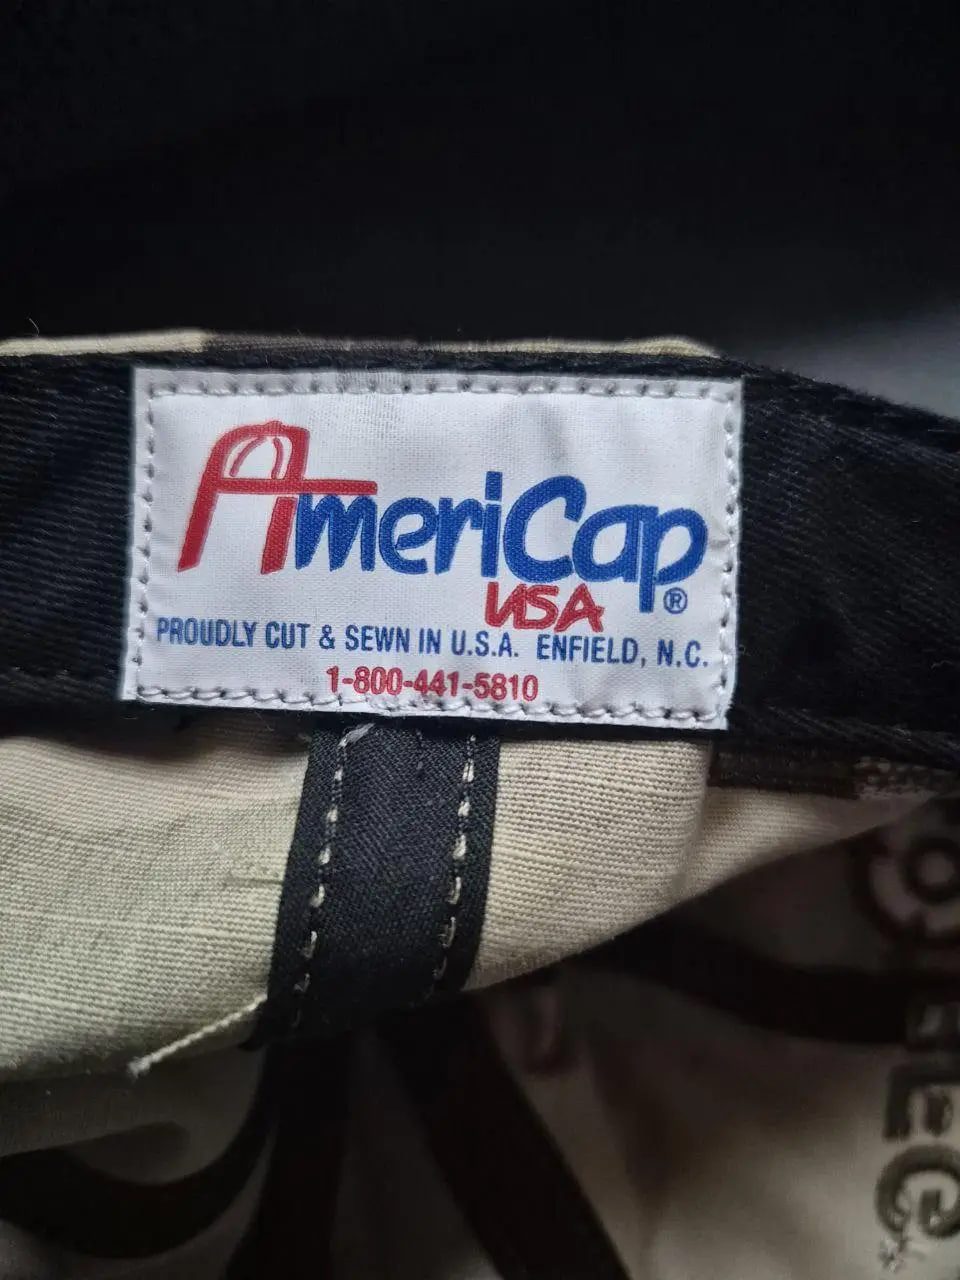 AmeriCap
USA ®
PROUDLY CUT & SEWN IN U.S.A. ENFIELD, N.C.
1-800-441-5810